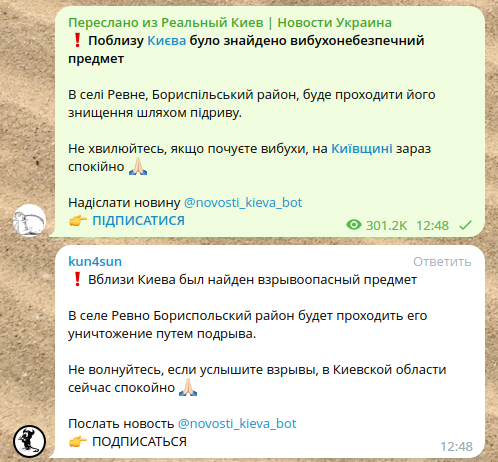 Переслано из Реальный Киев | Новости Украина
❗ Поблизу Києва було знайдено вибухонебезпечний
предмет
В селі Ревне, Бориспільський район, буде проходити його
знищення шляхом підриву.
Не хвилюйтесь, якщо почуєте вибухи, на Київщині зараз
спокійно 🙏🏻
Надіслати новину @novosti_kieva_bot
👉 ПІДПИСАТИСЯ
301.2K 12:48
kun4sun Ответить
❗ Вблизи Киева был найден взрывоопасный предмет
В селе Ревно Бориспольский район будет проходить его
уничтожение путем подрыва.
Не волнуйтесь, если услышите взрывы, в Киевской области
сейчас спокойно 🙏🏻
Послать новость @novosti_kieva_bot
👉 ПОДПИСАТЬСЯ
12:48